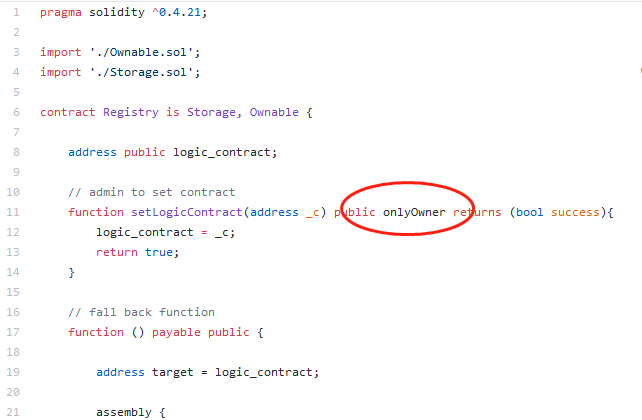 1 pragma solidity ^0.4.21;
2
3 import './Ownable.sol';
4 import './Storage.sol';
5
6 contract Registry is Storage, Ownable {
7
8 address public logic_contract;
9
10 // admin to set contract
11 function setLogicContract(address _c) public onlyOwner returns (bool success){
12 logic_contract = _c;
13 return true;
14 }
15
16 // fall back function
17 function () payable public {
18
19 address target = logic_contract;
20
21 assembly {